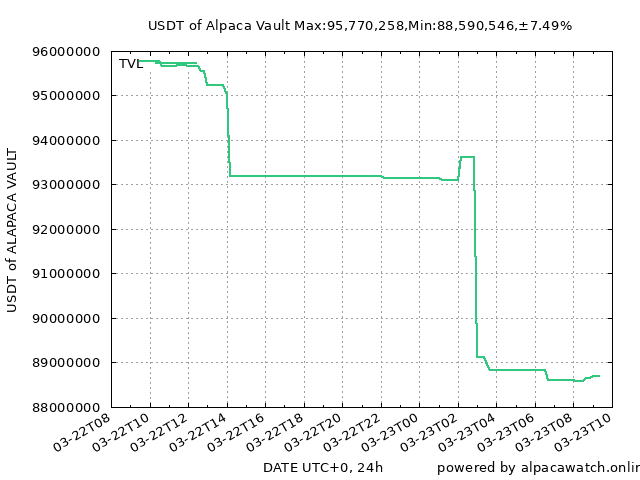 USDT of Alpaca Vault Max:95,770,258,Min:88,590,546,±7.49%
USDT of ALAPACA VAULT
96000000
95000000
94000000
93000000
92000000
91000000
90000000
89000000
88000000
TVL
03-22T08
03-22T10
03-22T12
03-22T14
03-22T16
03-22T18
03-22T20
03-22T22
03-23T00
03-23T02
03-23T04
03-23T06
03-23T08
03-23T10
DATE UTC+0, 24h
powered by alpacawatch.onlin